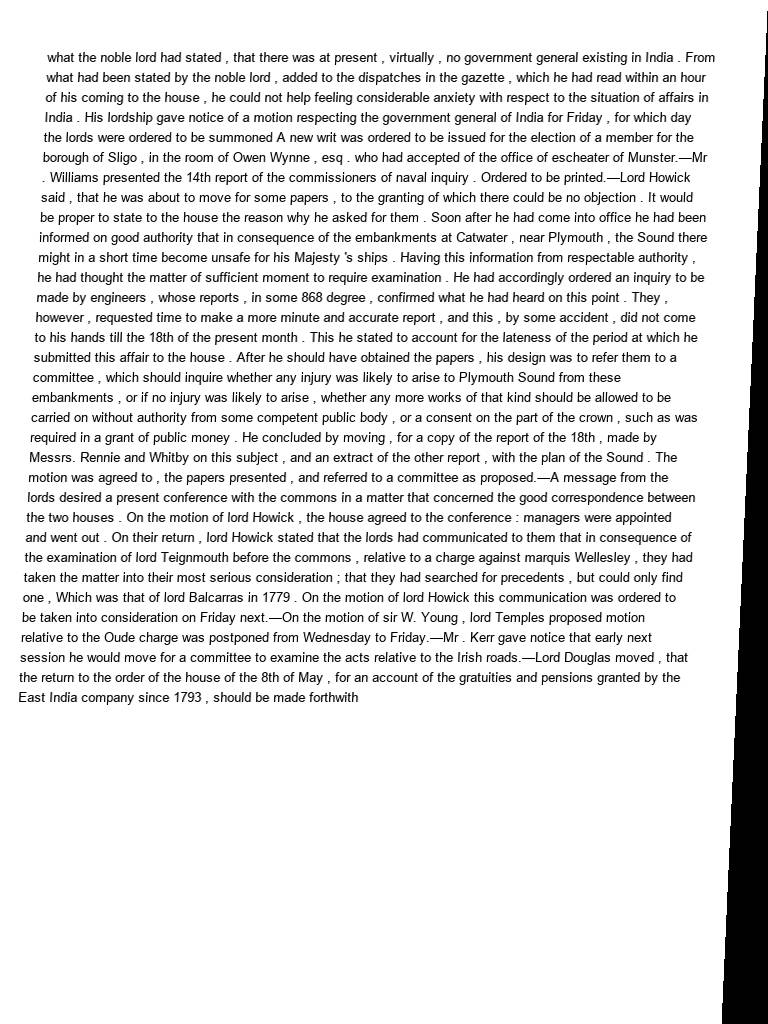 what the noble lord had stated , that there was at present , virtually , no government general existing in India . From
what had been stated by the noble lord , added to the dispatches in the gazette , which he had read within an hour
of his coming to the house , he could not help feeling considerable anxiety with respect to the situation of affairs in
India . His lordship gave notice of a motion respecting the government general of India for Friday , for which day
the lords were ordered to be summoned A new writ was ordered to be issued for the election of a member for the
borough of Sligo , in the room of Owen Wynne , esq . who had accepted of the office of escheater of Munster.—Mr
. Williams presented the 14th report of the commissioners of naval inquiry . Ordered to be printed.—Lord Howick
said , that he was about to move for some papers , to the granting of which there could be no objection . It would
be proper to state to the house the reason why he asked for them . Soon after he had come into office he had been
informed on good authority that in consequence of the embankments at Catwater , near Plymouth , the Sound there
might in a short time become unsafe for his Majesty 's ships . Having this information from respectable authority ,
he had thought the matter of sufficient moment to require examination . He had accordingly ordered an inquiry to be
made by engineers , whose reports , in some 868 degree , confirmed what he had heard on this point . They ,
however , requested time to make a more minute and accurate report , and this , by some accident , did not come
to his hands till the 18th of the present month . This he stated to account for the lateness of the period at which he
submitted this affair to the house . After he should have obtained the papers , his design was to refer them to a
committee , which should inquire whether any injury was likely to arise to Plymouth Sound from these
embankments , or if no injury was likely to arise , whether any more works of that kind should be allowed to be
carried on without authority from some competent public body , or a consent on the part of the crown , such as was
required in a grant of public money . He concluded by moving , for a copy of the report of the 18th , made by
Messrs. Rennie and Whitby on this subject , and an extract of the other report , with the plan of the Sound . The
motion was agreed to , the papers presented , and referred to a committee as proposed.—A message from the
lords desired a present conference with the commons in a matter that concerned the good correspondence between
the two houses . On the motion of lord Howick , the house agreed to the conference : managers were appointed
and went out . On their return , lord Howick stated that the lords had communicated to them that in consequence of
the examination of lord Teignmouth before the commons , relative to a charge against marquis Wellesley , they had
taken the matter into their most serious consideration ; that they had searched for precedents , but could only find
one , Which was that of lord Balcarras in 1779 . On the motion of lord Howick this communication was ordered to
be taken into consideration on Friday next.—On the motion of sir W. Young , lord Temples proposed motion
relative to the Oude charge was postponed from Wednesday to Friday.—Mr . Kerr gave notice that early next
session he would move for a committee to examine the acts relative to the Irish roads.—Lord Douglas moved , that
the return to the order of the house of the 8th of May , for an account of the gratuities and pensions granted by the
East India company since 1793 , should be made forthwith